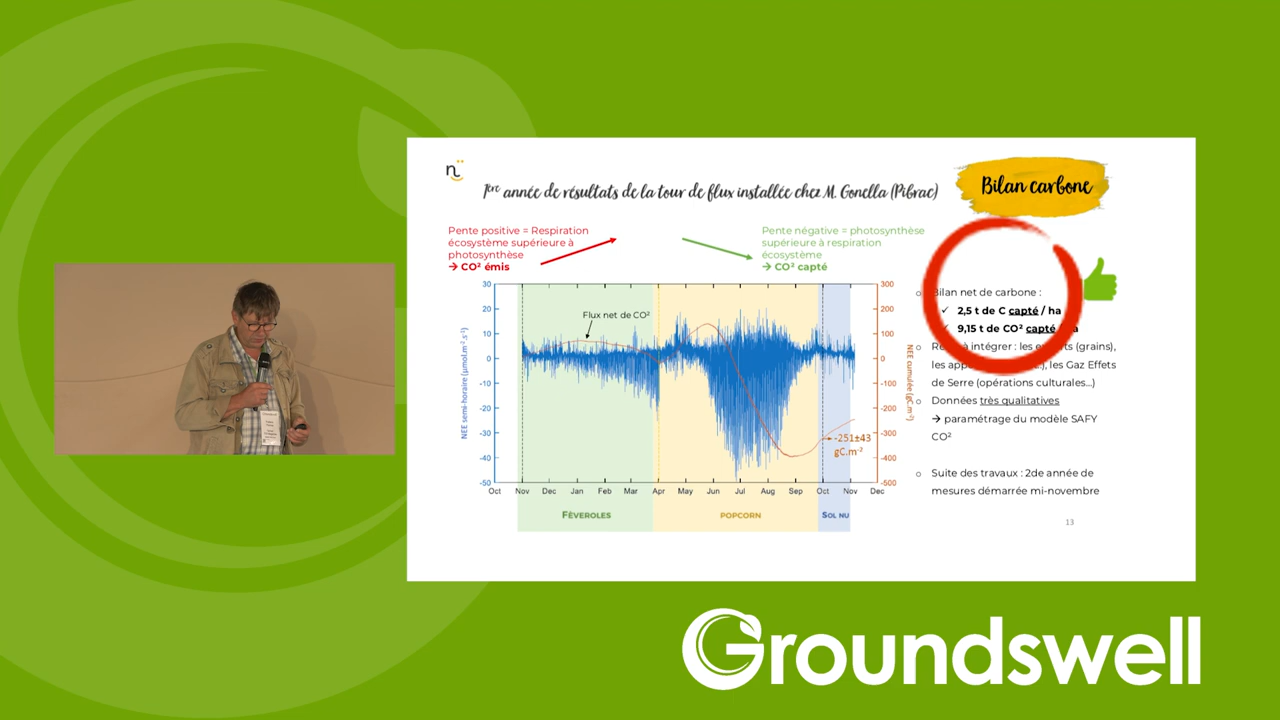 nï
1ère année de résultats de la tour de flux installée chez M. Gonella (Pibrac)
Bilan carbone
Pente positive = Respiration
écosystème supérieure à
photosynthèse
→ CO² émis
Pente négative = photosynthèse
supérieure à respiration
écosystème
→ CO² capté
Flux net de CO²
NEE semi-horaire (µmol.m⁻².s⁻¹)
30
20
10
0
-10
-20
-30
-40
-50
300
200
100
0
-100
-200
-300
-400
-500
NEE cumulée (gC.m⁻²)
-251±43
gC.m⁻²
Oct Nov Dec Jan Feb Mar Apr May Jun Jul Aug Sep Oct Nov Dec
FÈVEROLES
POPCORN
SOL NU
o Bilan net de carbone :
✓ 2,5 t de C capté / ha
✓ 9,15 t de CO² capté
à intégrer : les (grains),
les les Gaz Effets
de Serre (opérations culturales...)
o Données très qualitatives
→ paramétrage du modèle SAFY
CO²
o Suite des travaux : 2de année de
mesures démarrée mi-novembre
13
Groundswell